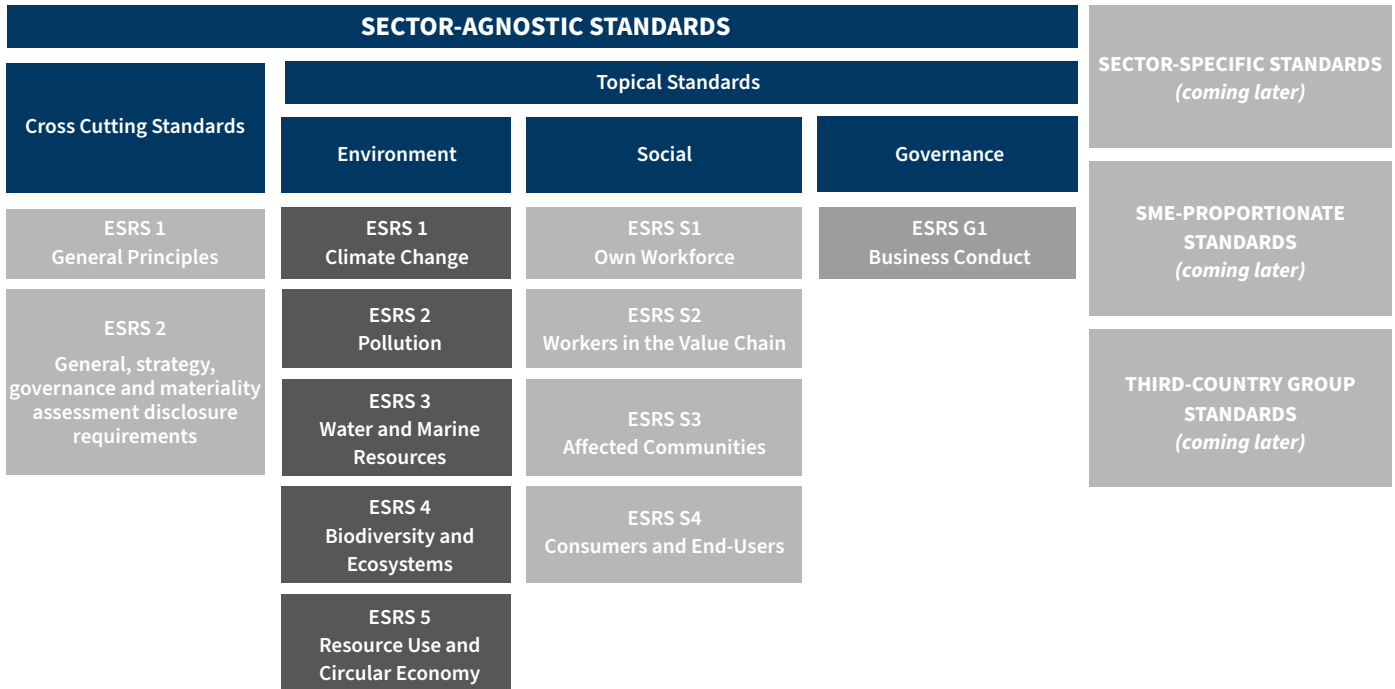 SECTOR-AGNOSTIC STANDARDS
Cross Cutting Standards
Topical Standards
Environment
Social
Governance
ESRS 1
General Principles
ESRS 2
General, strategy,
governance and materiality
assessment disclosure
requirements
ESRS 1
Climate Change
ESRS 2
Pollution
ESRS 3
Water and Marine
Resources
ESRS 4
Biodiversity and
Ecosystems
ESRS 5
Resource Use and
Circular Economy
ESRS S1
Own Workforce
ESRS S2
Workers in the Value Chain
ESRS S3
Affected Communities
ESRS S4
Consumers and End-Users
ESRS G1
Business Conduct
SECTOR-SPECIFIC STANDARDS
(coming later)
SME-PROPORTIONATE
STANDARDS
(coming later)
THIRD-COUNTRY GROUP
STANDARDS
(coming later)